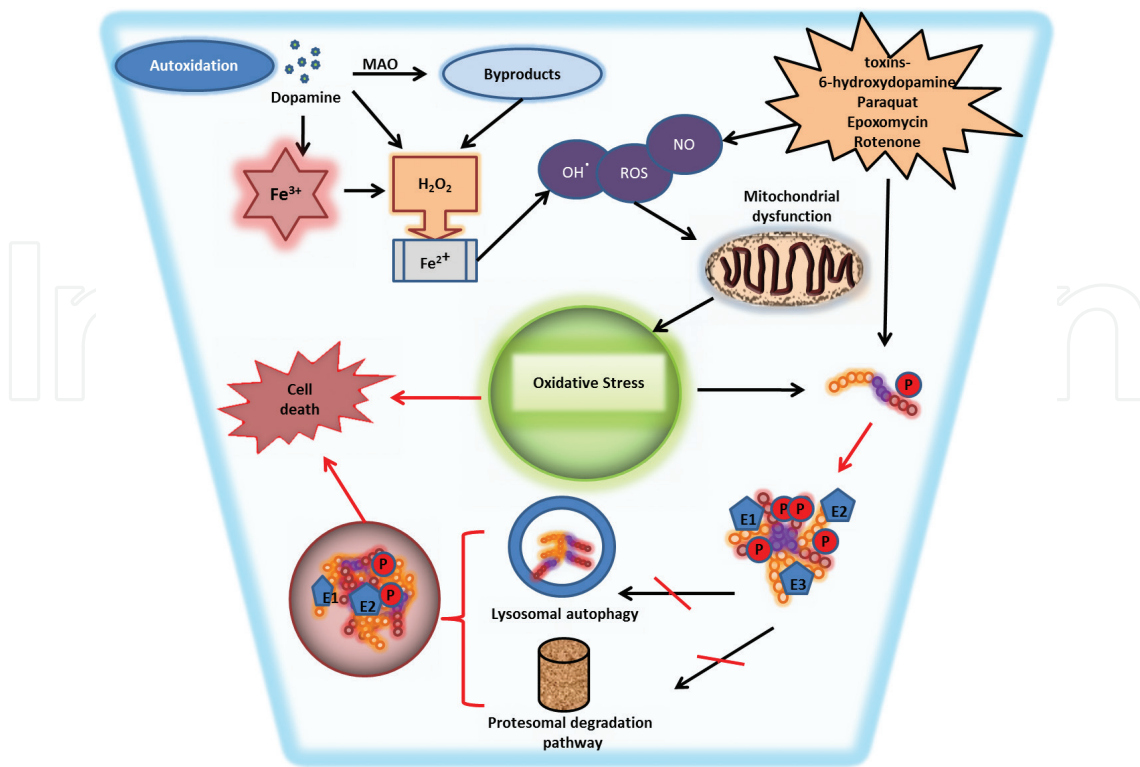 Autoxidation
Dopamine
MAO
Byproducts
toxins-
6-hydroxydopamine
Paraquat
Epoxomycin
Rotenone
Fe³⁺
H₂O₂
Fe²⁺
OH˙
ROS
NO
Mitochondrial
dysfunction
Oxidative Stress
Cell
death
P
E1
P
P
E2
P
P
E3
P
E1
E2
P
Lysosomal autophagy
Protesomal degradation
pathway